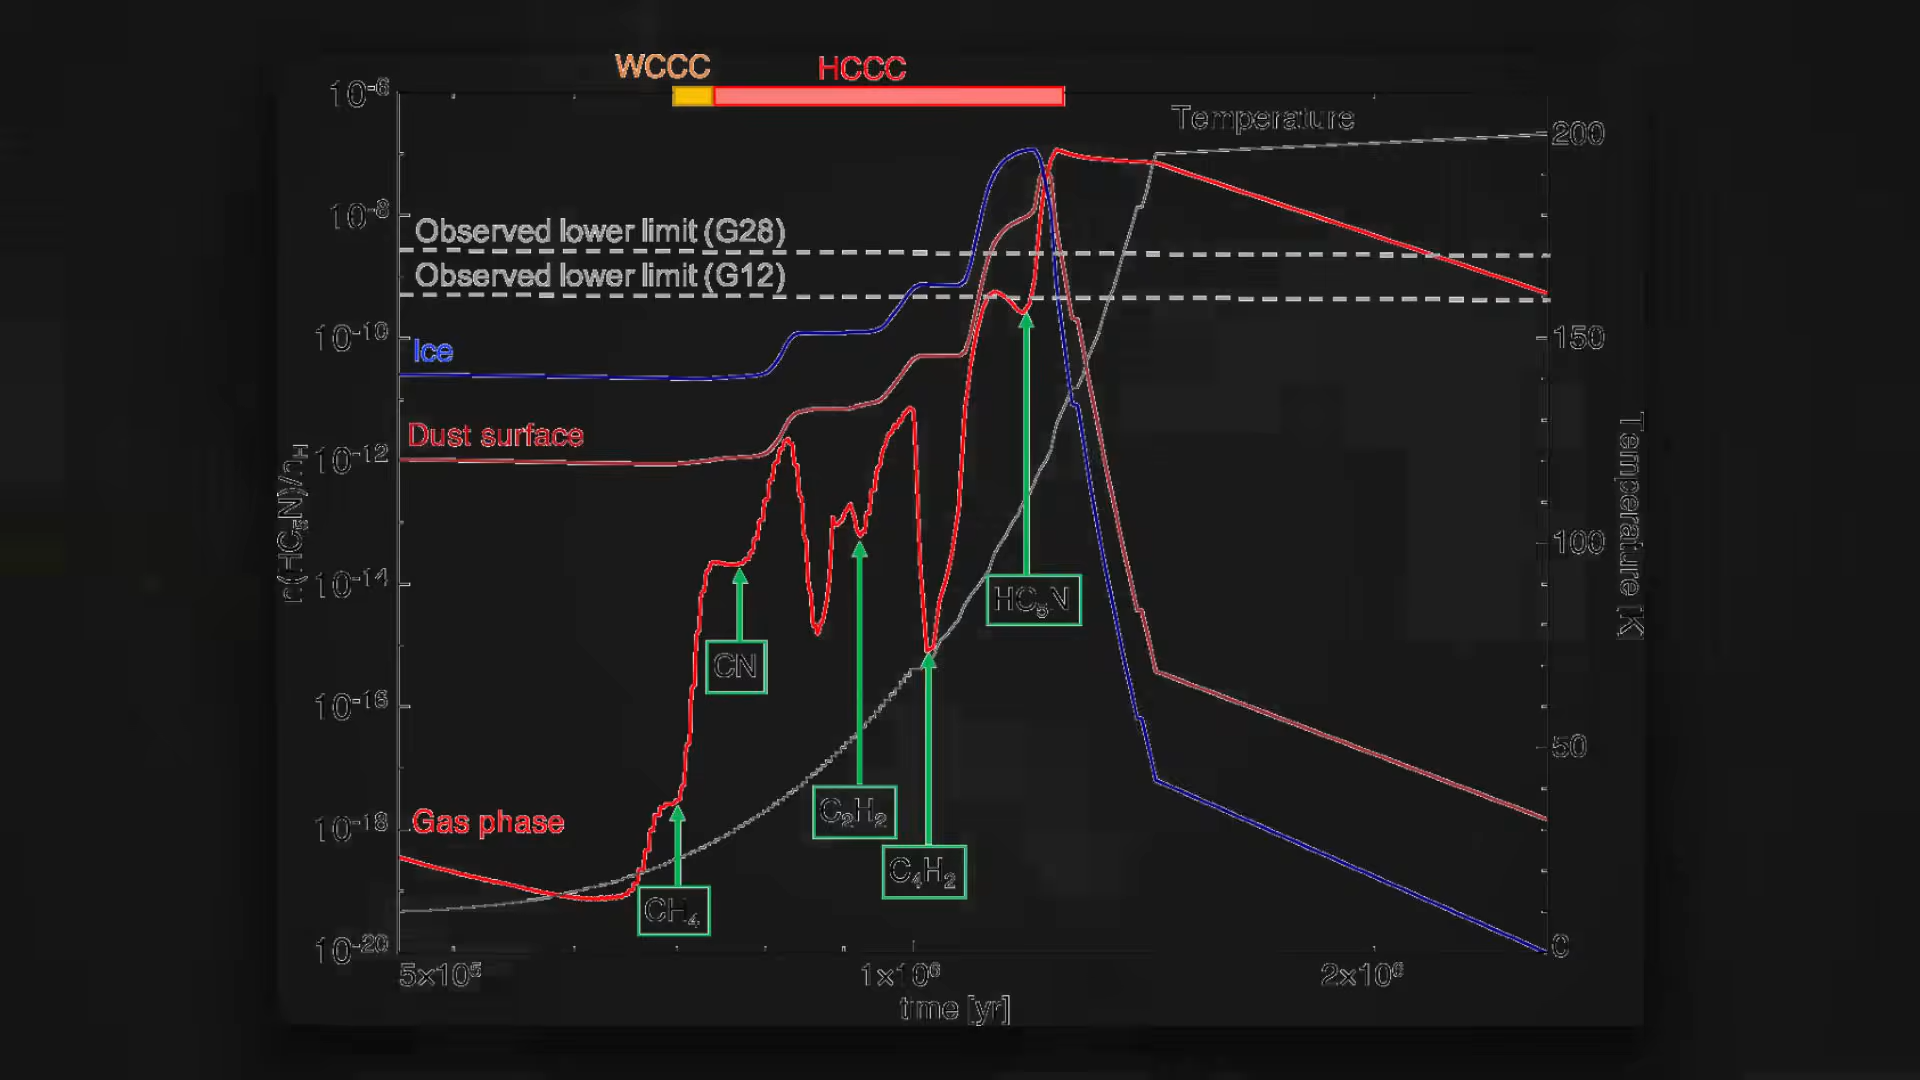 WCCC
HCCC
Temperature
10⁻⁶
10⁻⁸
10⁻¹⁰
10⁻¹²
10⁻¹⁴
10⁻¹⁶
10⁻¹⁸
10⁻²⁰
n(HC₅N)/nH
Observed lower limit (G28)
Observed lower limit (G12)
Ice
Dust surface
Gas phase
CH₄
CN
C₂H₂
C₄H₂
HC₅N
200
150
100
50
0
Temperature [K
5×10⁵
1×10⁶
2×10⁶
time [yr]